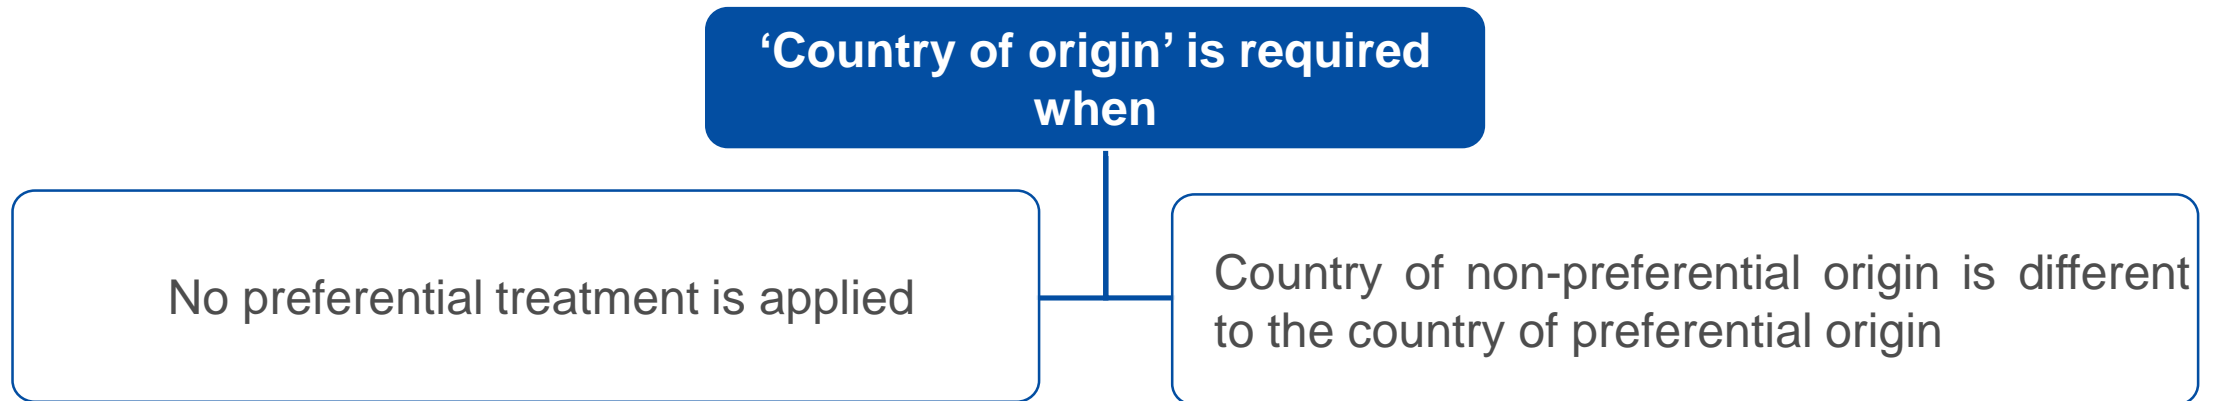 ‘Country of origin’ is required
when
No preferential treatment is applied
Country of non-preferential origin is different
to the country of preferential origin